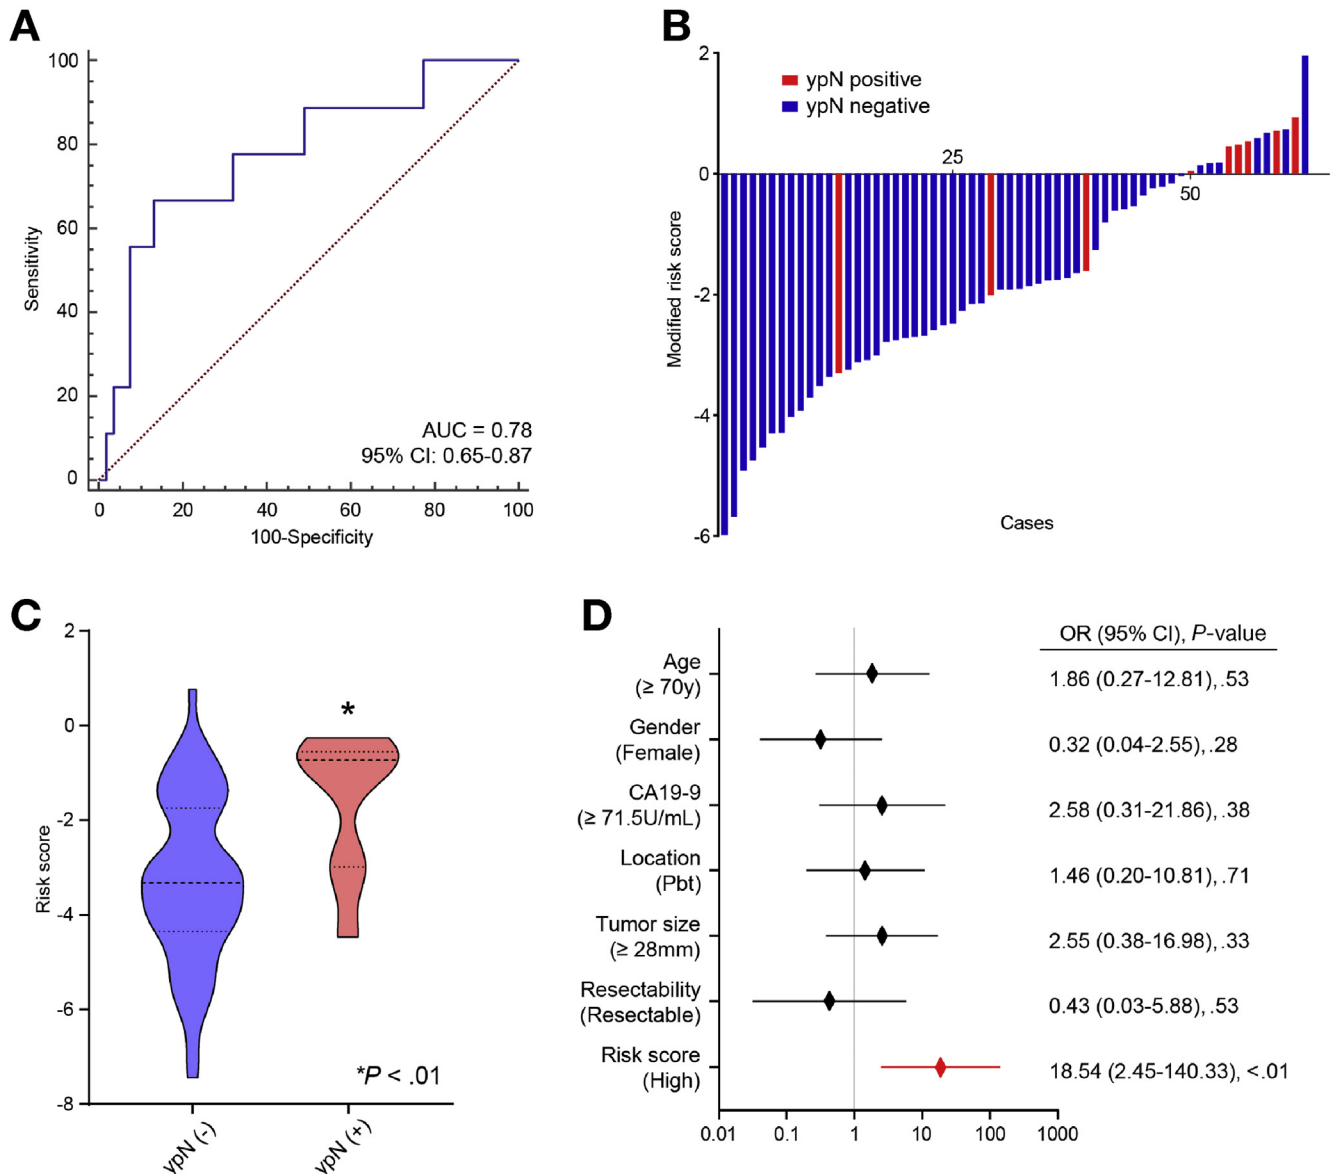 A
100
80
60
40
20
0
Sensitivity
AUC = 0.78
95% CI: 0.65-0.87
0 20 40 60 80 100
100-Specificity
B
2
0
-2
-4
-6
Modified risk score
ypN positive
ypN negative
25
50
Cases
C
2
0
-2
-4
-6
-8
Risk score
*
*P < .01
ypN (-)
ypN (+)
D
OR (95% CI), P-value
Age
(≥ 70y)
1.86 (0.27-12.81), .53
Gender
(Female)
0.32 (0.04-2.55), .28
CA19-9
(≥ 71.5U/mL)
2.58 (0.31-21.86), .38
Location
(Pbt)
1.46 (0.20-10.81), .71
Tumor size
(≥ 28mm)
2.55 (0.38-16.98), .33
Resectability
(Resectable)
0.43 (0.03-5.88), .53
Risk score
(High)
18.54 (2.45-140.33), <.01
0.01 0.1 1 10 100 1000